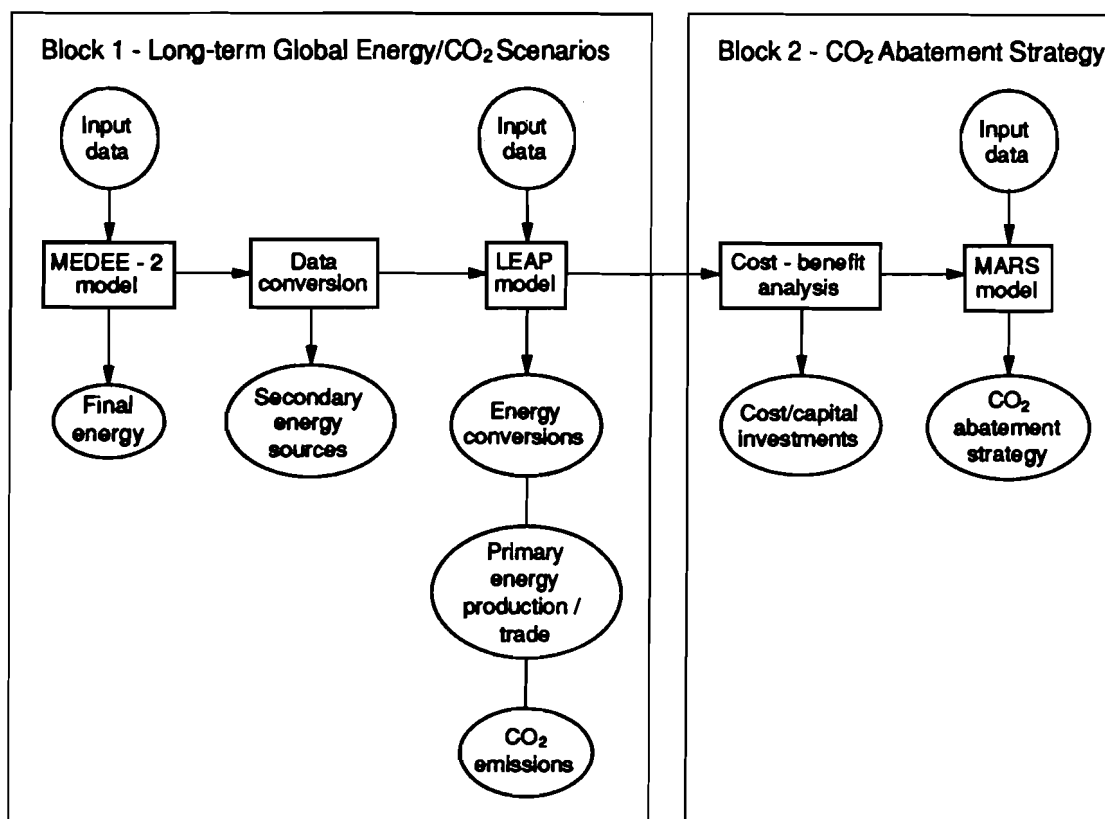 Block 1 - Long-term Global Energy/CO₂ Scenarios
Input
data
Input
data
MEDEE - 2
model
Data
conversion
LEAP
model
Final
energy
Secondary
energy
sources
Energy
conversions
Primary
energy
production /
trade
CO₂
emissions
Block 2 - CO₂ Abatement Strategy
Input
data
Cost - benefit
analysis
MARS
model
Cost/capital
investments
CO₂
abatement
strategy